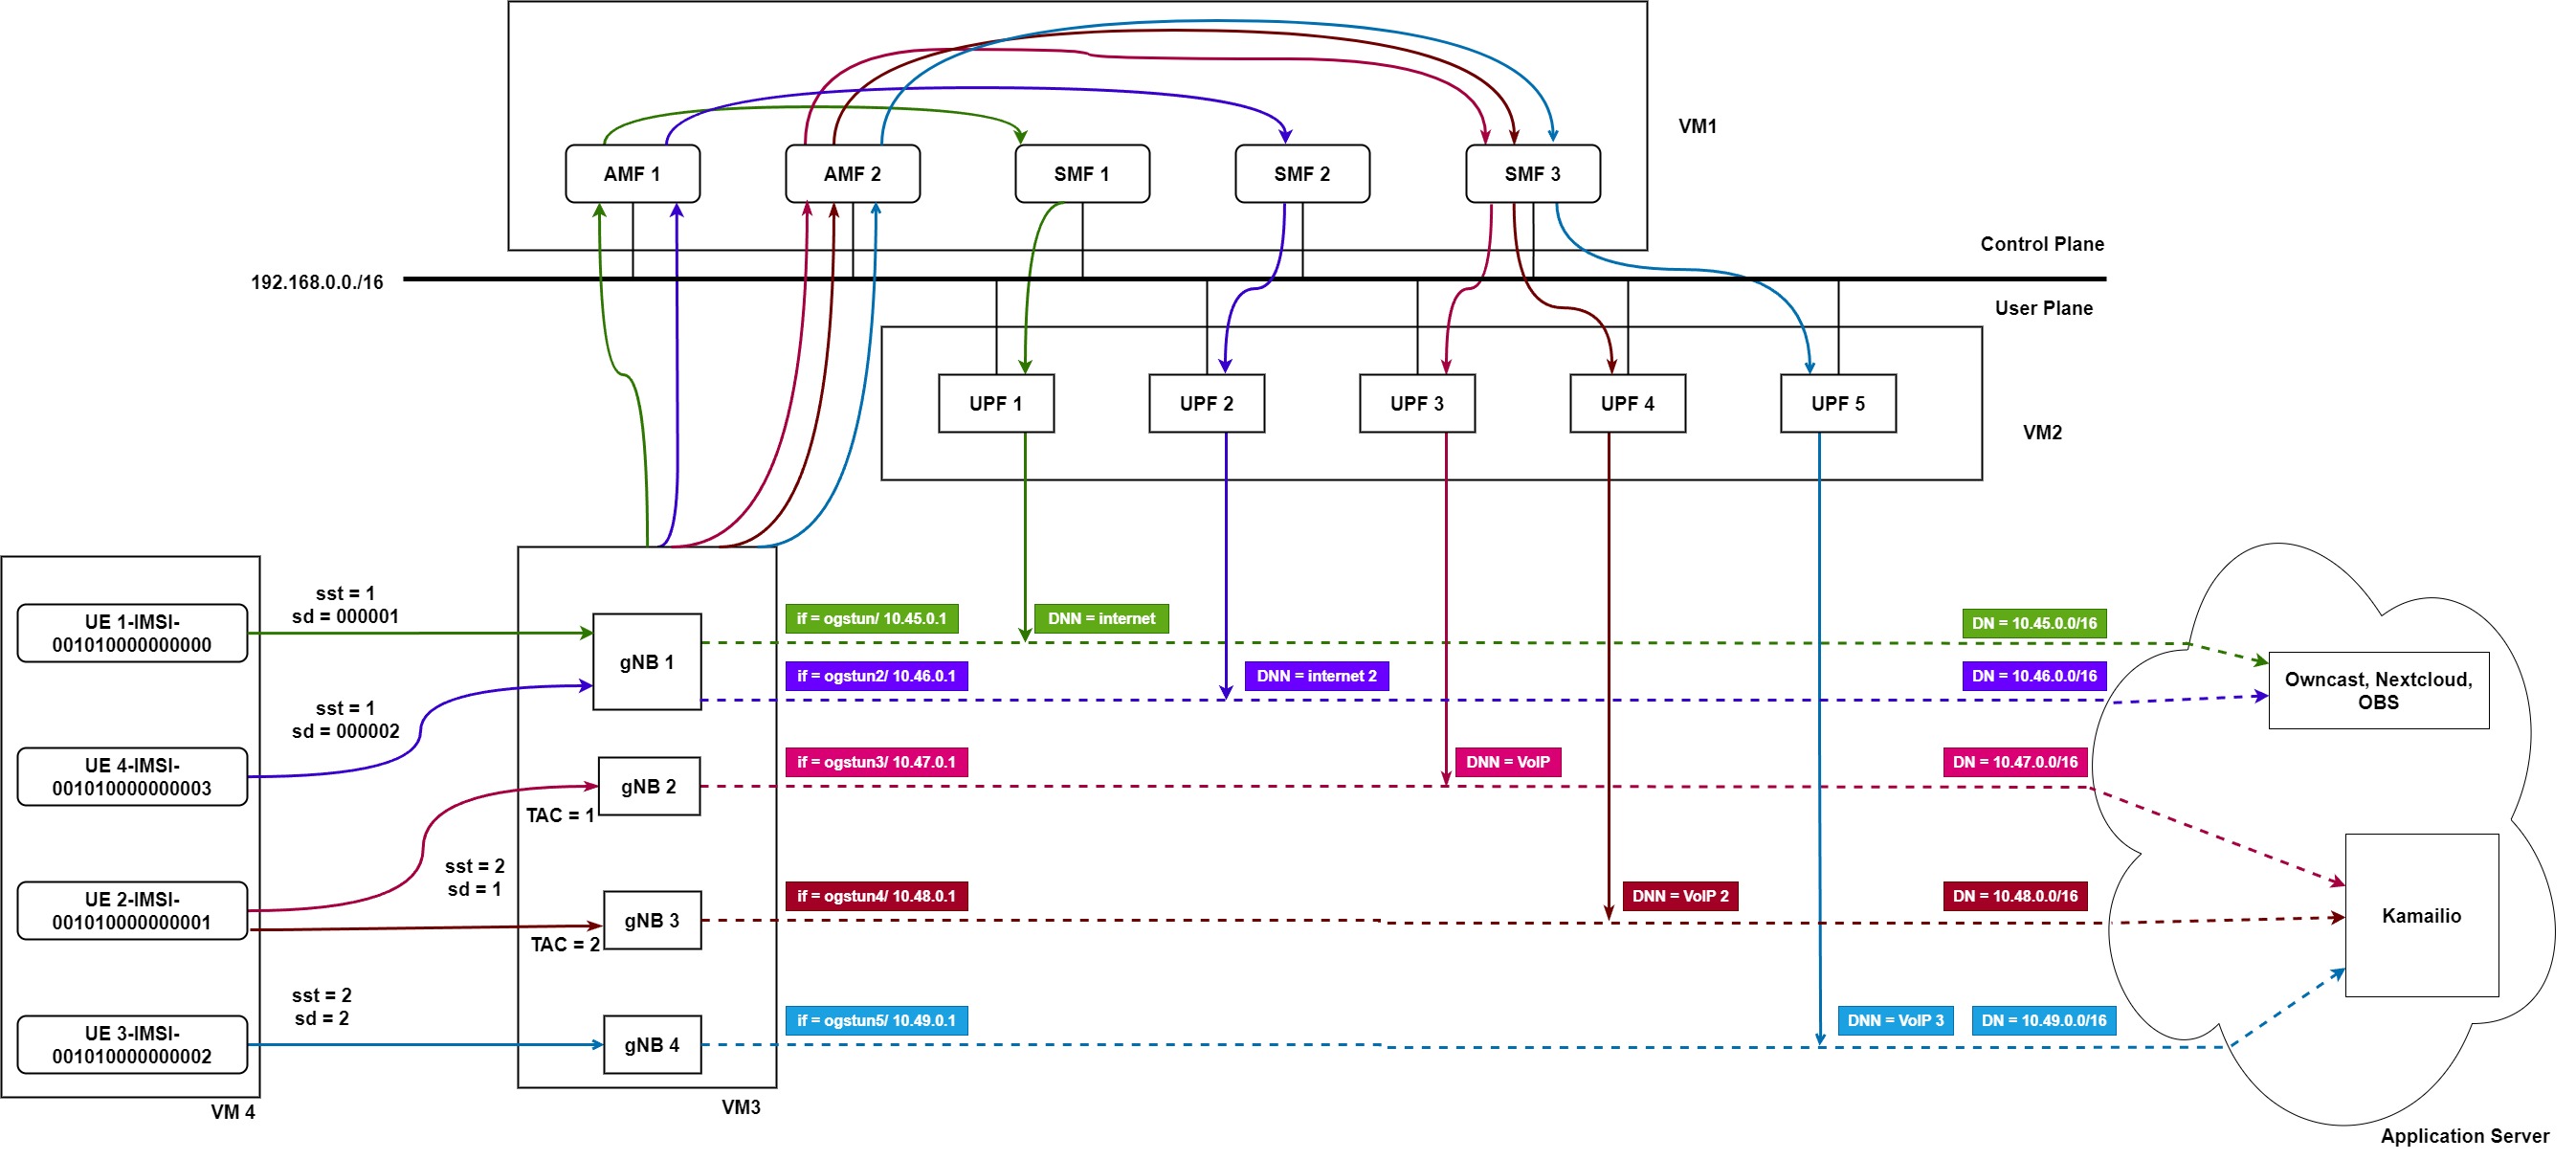 VM1
AMF 1
AMF 2
SMF 1
SMF 2
SMF 3
Control Plane
192.168.0.0./16
User Plane
UPF 1
UPF 2
UPF 3
UPF 4
UPF 5
VM2
UE 1-IMSI-
001010000000000
sst = 1
sd = 000001
gNB 1
if = ogstun/ 10.45.0.1
DNN = internet
DN = 10.45.0.0/16
if = ogstun2/ 10.46.0.1
DNN = internet 2
DN = 10.46.0.0/16
Owncast, Nextcloud,
OBS
sst = 1
sd = 000002
UE 4-IMSI-
001010000000003
gNB 2
TAC = 1
if = ogstun3/ 10.47.0.1
DNN = VoIP
DN = 10.47.0.0/16
sst = 2
sd = 1
UE 2-IMSI-
001010000000001
gNB 3
TAC = 2
if = ogstun4/ 10.48.0.1
DNN = VoIP 2
DN = 10.48.0.0/16
Kamailio
sst = 2
sd = 2
UE 3-IMSI-
001010000000002
gNB 4
if = ogstun5/ 10.49.0.1
DNN = VoIP 3
DN = 10.49.0.0/16
VM 4
VM3
Application Server